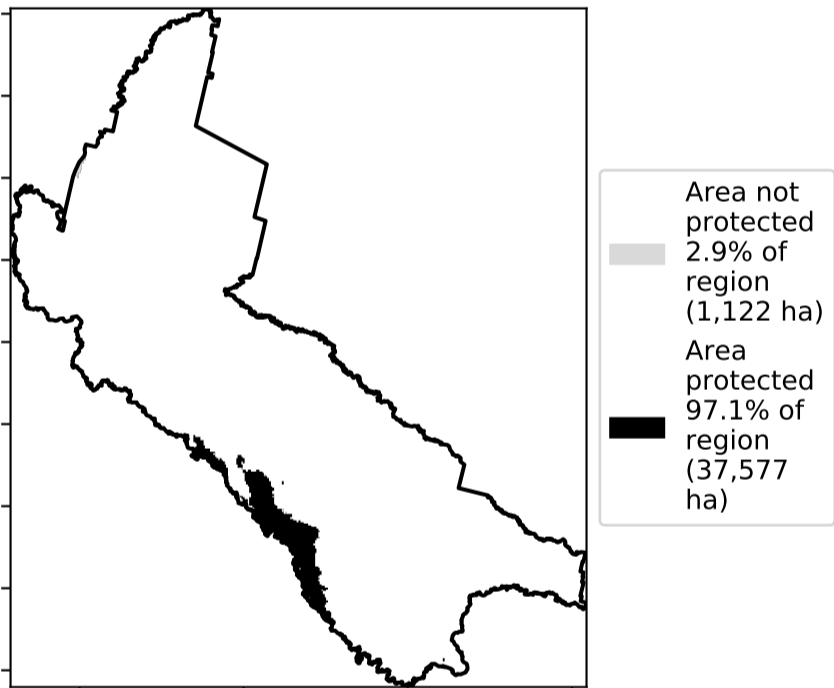 Area not
protected
2.9% of
region
(1,122 ha)
Area
protected
97.1% of
region
(37,577
ha)